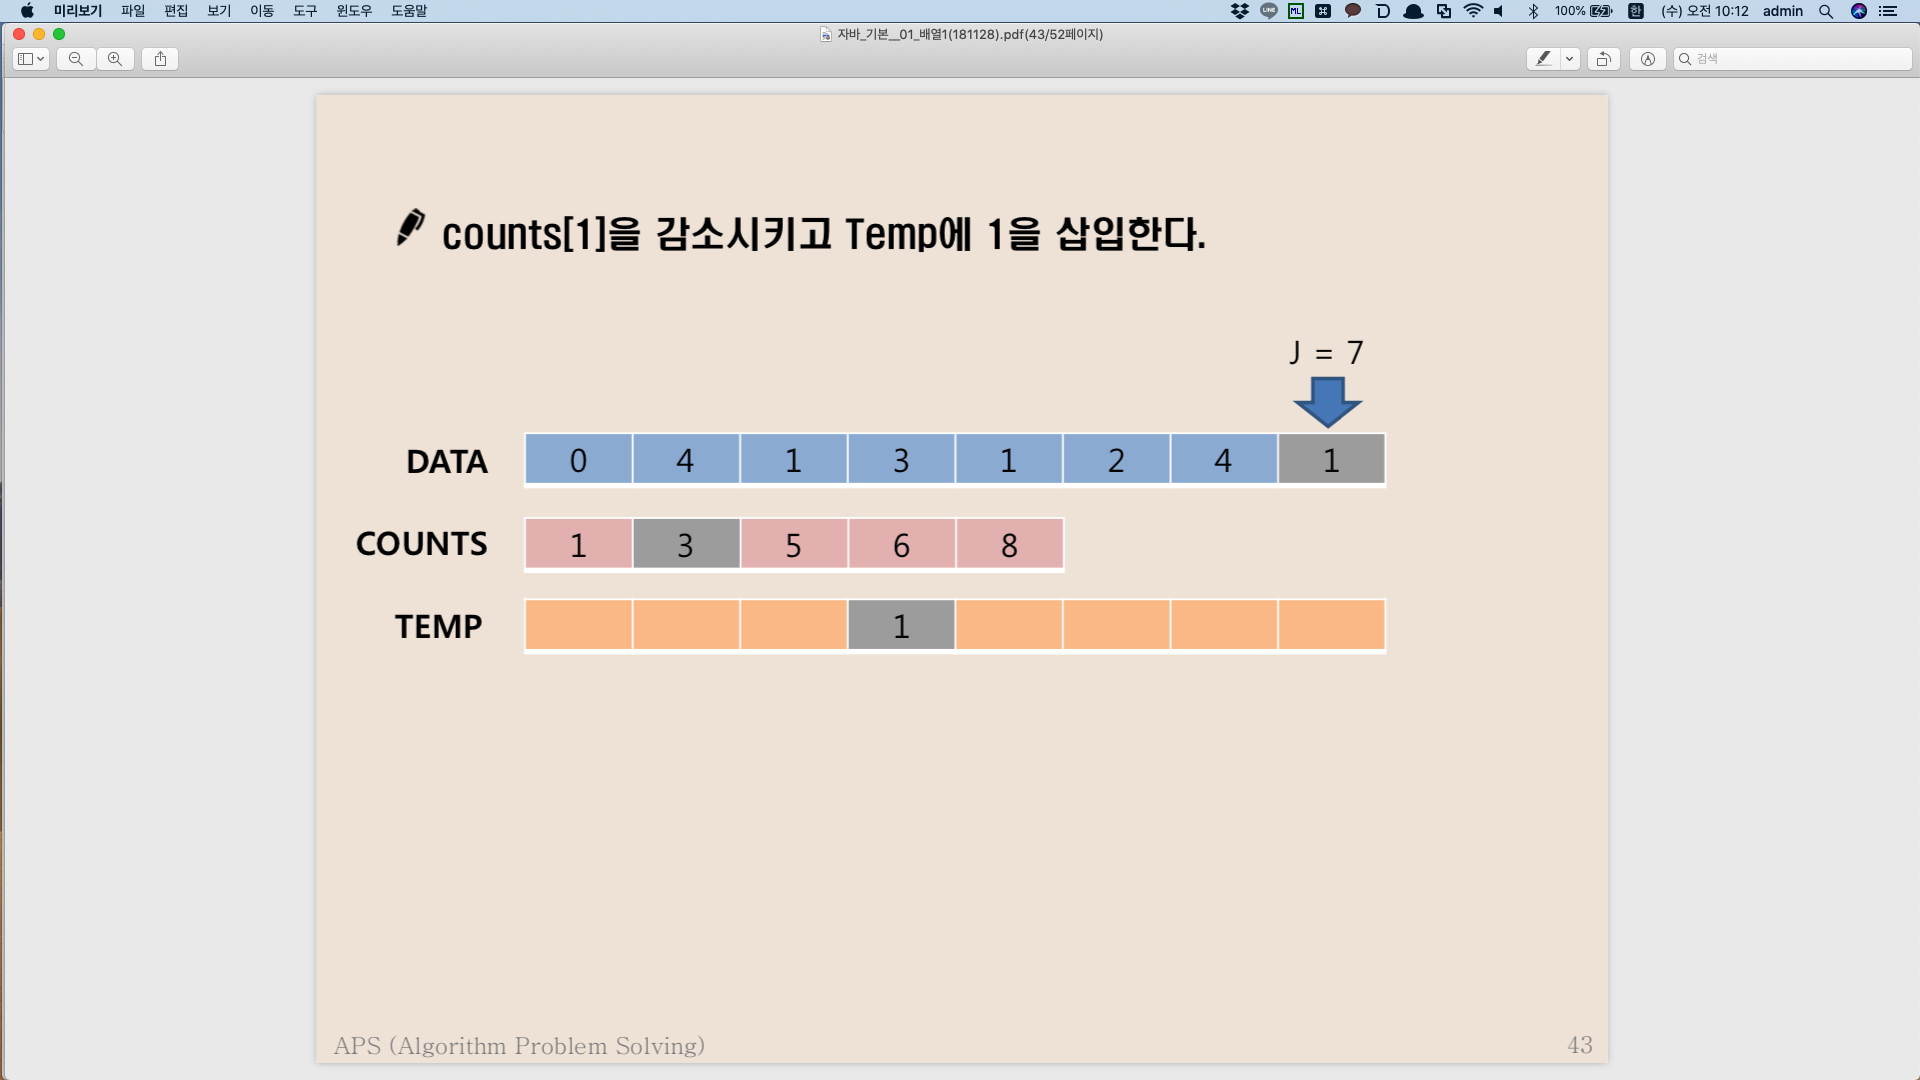 미리보기 파일 편집 보기 이동 도구 윈도우 도움말 LINE ML 100% 한 (수) 오전 10:12 admin
자바_기본__01_배열1(181128).pdf(43/52페이지)
검색
counts[1]을 감소시키고 Temp에 1을 삽입한다.
J = 7
DATA 0 4 1 3 1 2 4 1
COUNTS 1 3 5 6 8
TEMP 1
APS (Algorithm Problem Solving) 43